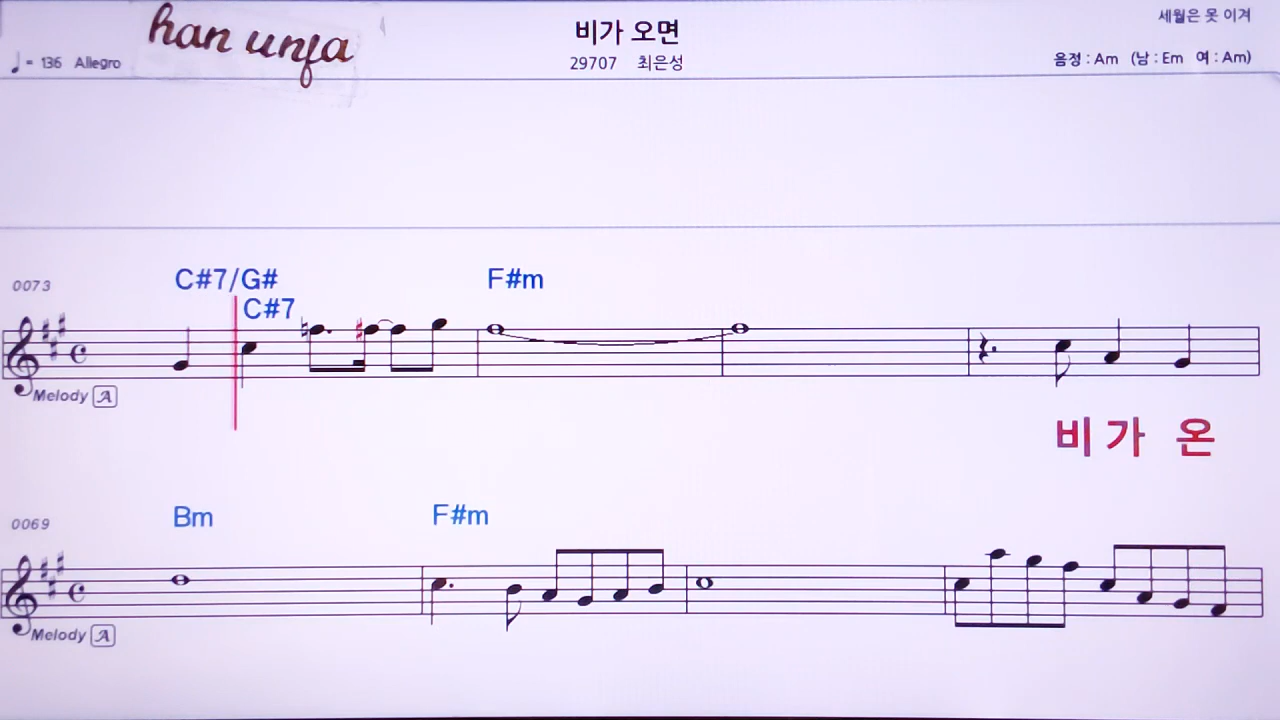 han unja
비가 오면
세월은 못 이겨
♩= 136 Allegro
29707 최은성
음정 : Am (남 : Em 여 : Am)
0073
C#7/G#
F#m
C#7
Melody A
비 가 온
0069
Bm
F#m
Melody A